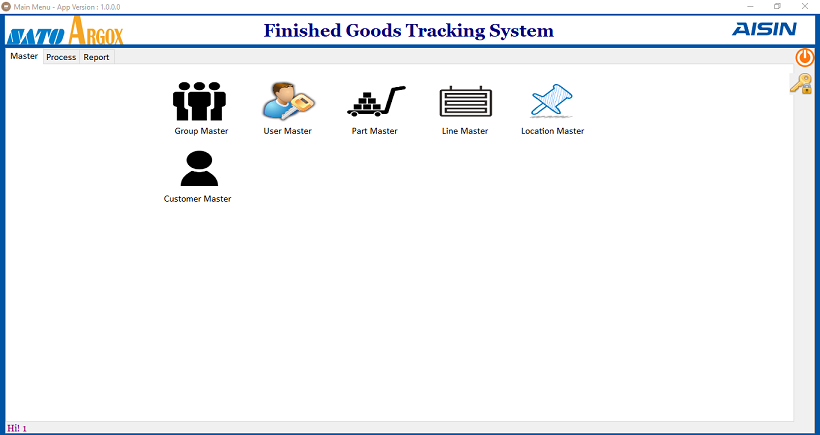 Main Menu - App Version : 1.0.0.0
SATO ARGOX
Finished Goods Tracking System
AISIN
Master Process Report
Group Master User Master Part Master Line Master Location Master
Customer Master
Hi! 1